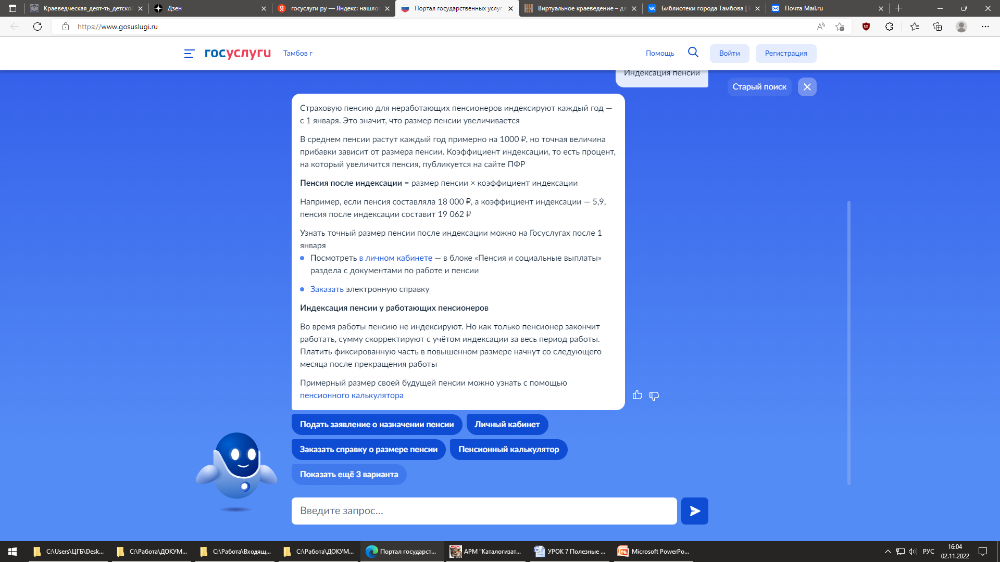 Краеведческая_деят-ть_детской
Дзен
госуслуги ру — Яндекс: нашло
Портал государственных услуг
Виртуальное краеведение – дл
Библиотеки города Тамбова |
Почта Mail.ru
https://www.gosuslugi.ru
госуслуги
Тамбов г
Помощь
Войти
Регистрация
Индексация пенсии
Старый поиск
Страховую пенсию для неработающих пенсионеров индексируют каждый год —
с 1 января. Это значит, что размер пенсии увеличивается
В среднем пенсии растут каждый год примерно на 1000 ₽, но точная величина
прибавки зависит от размера пенсии. Коэффициент индексации, то есть процент,
на который увеличится пенсия, публикуется на сайте ПФР
Пенсия после индексации = размер пенсии × коэффициент индексации
Например, если пенсия составляла 18 000 ₽, а коэффициент индексации — 5,9,
пенсия после индексации составит 19 062 ₽
Узнать точный размер пенсии после индексации можно на Госуслугах после 1
января
Посмотреть в личном кабинете — в блоке «Пенсия и социальные выплаты»
раздела с документами по работе и пенсии
Заказать электронную справку
Индексация пенсии у работающих пенсионеров
Во время работы пенсию не индексируют. Но как только пенсионер закончит
работать, сумму скорректируют с учётом индексации за весь период работы.
Платить фиксированную часть в повышенном размере начнут со следующего
месяца после прекращения работы
Примерный размер своей будущей пенсии можно узнать с помощью
пенсионного калькулятора
Подать заявление о назначении пенсии
Личный кабинет
Заказать справку о размере пенсии
Пенсионный калькулятор
Показать ещё 3 варианта
Введите запрос...
C:\Users\ЦГБ\Desk...
C:\Работа\ДОКУМ...
C:\Работа\Входящ...
C:\Работа\ДОКУМ...
Портал государст...
АРМ "Каталогизат...
УРОК 7 Полезные ...
Microsoft PowerPo...
РУС
16:04
02.11.2022